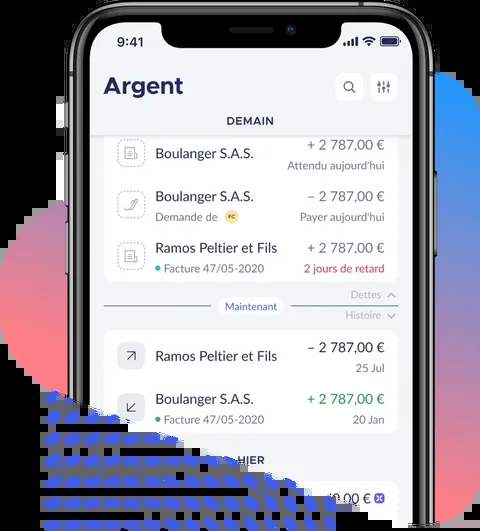 9:41
Argent
DEMAIN
Boulanger S.A.S. + 2 787,00 €
Attendu aujourd'hui
Boulanger S.A.S. − 2 787,00 €
Demande de FC Payer aujourd'hui
Ramos Peltier et Fils + 2 787,00 €
Facture 47/05-2020 2 jours de retard
Dettes
Maintenant
Histoire
Ramos Peltier et Fils − 2 787,00 €
25 Jul
Boulanger S.A.S. + 2 787,00 €
Facture 47/05-2020 20 Jan
HIER
00 €